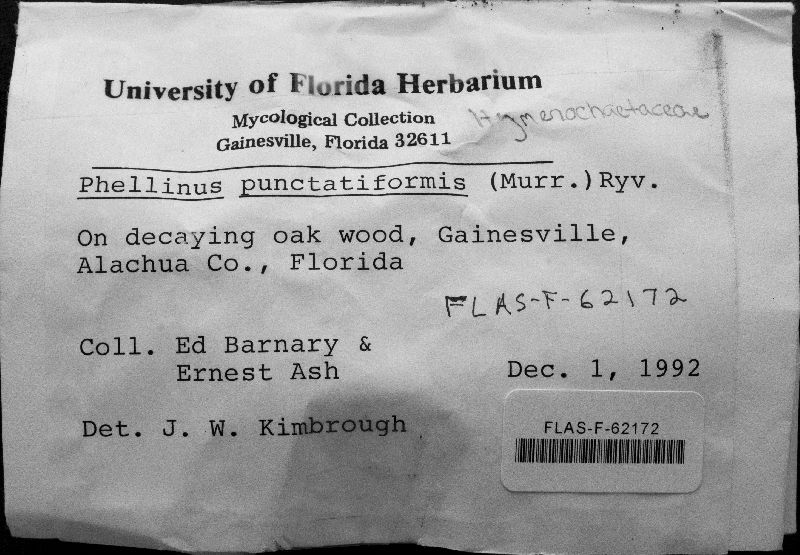 University of Florida Herbarium
Mycological Collection
Hymenochaetaceae
Gainesville, Florida 32611
Phellinus punctatiformis (Murr.) Ryv.
On decaying oak wood, Gainesville,
Alachua Co., Florida
FLAS-F-62172
Coll. Ed Barnary &
Ernest Ash
Dec. 1, 1992
Det. J. W. Kimbrough
FLAS-F-62172